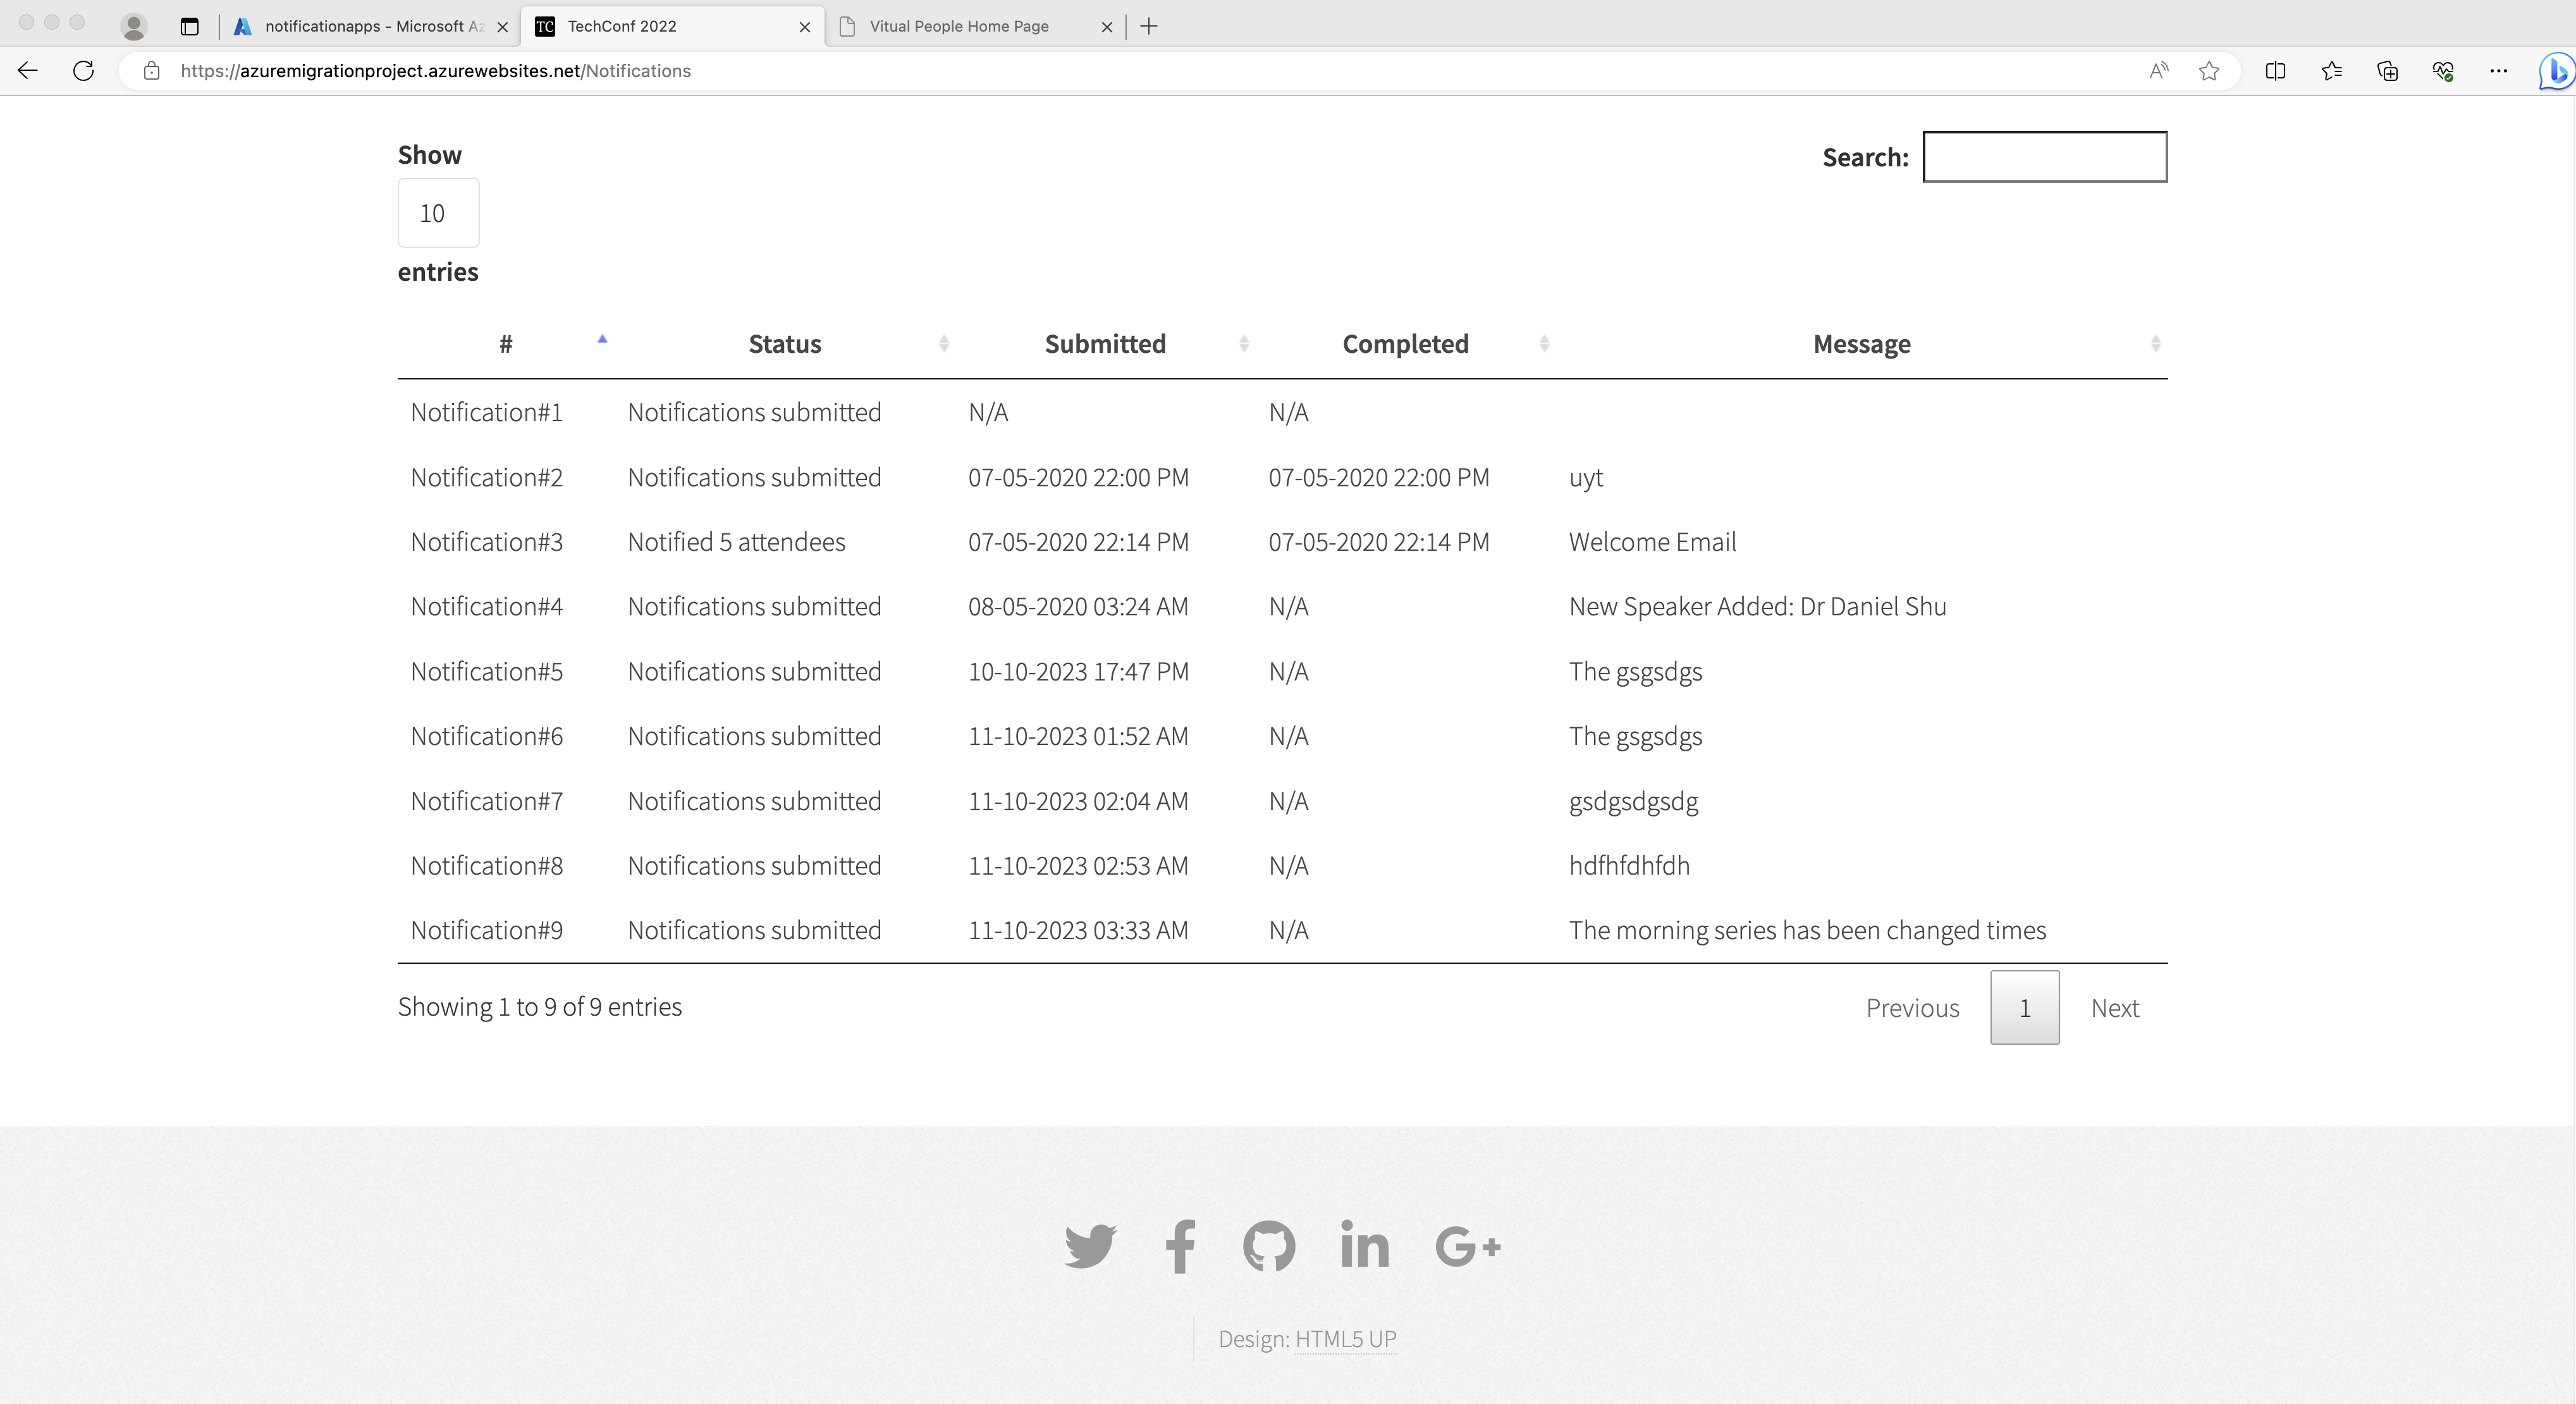 notificationapps - Microsoft Az
TC TechConf 2022
Vitual People Home Page
https://azuremigrationproject.azurewebsites.net/Notifications
Show
10
entries
Search:
# Status Submitted Completed Message
Notification#1 Notifications submitted N/A N/A
Notification#2 Notifications submitted 07-05-2020 22:00 PM 07-05-2020 22:00 PM uyt
Notification#3 Notified 5 attendees 07-05-2020 22:14 PM 07-05-2020 22:14 PM Welcome Email
Notification#4 Notifications submitted 08-05-2020 03:24 AM N/A New Speaker Added: Dr Daniel Shu
Notification#5 Notifications submitted 10-10-2023 17:47 PM N/A The gsgsdgs
Notification#6 Notifications submitted 11-10-2023 01:52 AM N/A The gsgsdgs
Notification#7 Notifications submitted 11-10-2023 02:04 AM N/A gsdgsdgsdg
Notification#8 Notifications submitted 11-10-2023 02:53 AM N/A hdfhfdhfdh
Notification#9 Notifications submitted 11-10-2023 03:33 AM N/A The morning series has been changed times
Showing 1 to 9 of 9 entries
Previous 1 Next
Design: HTML5 UP